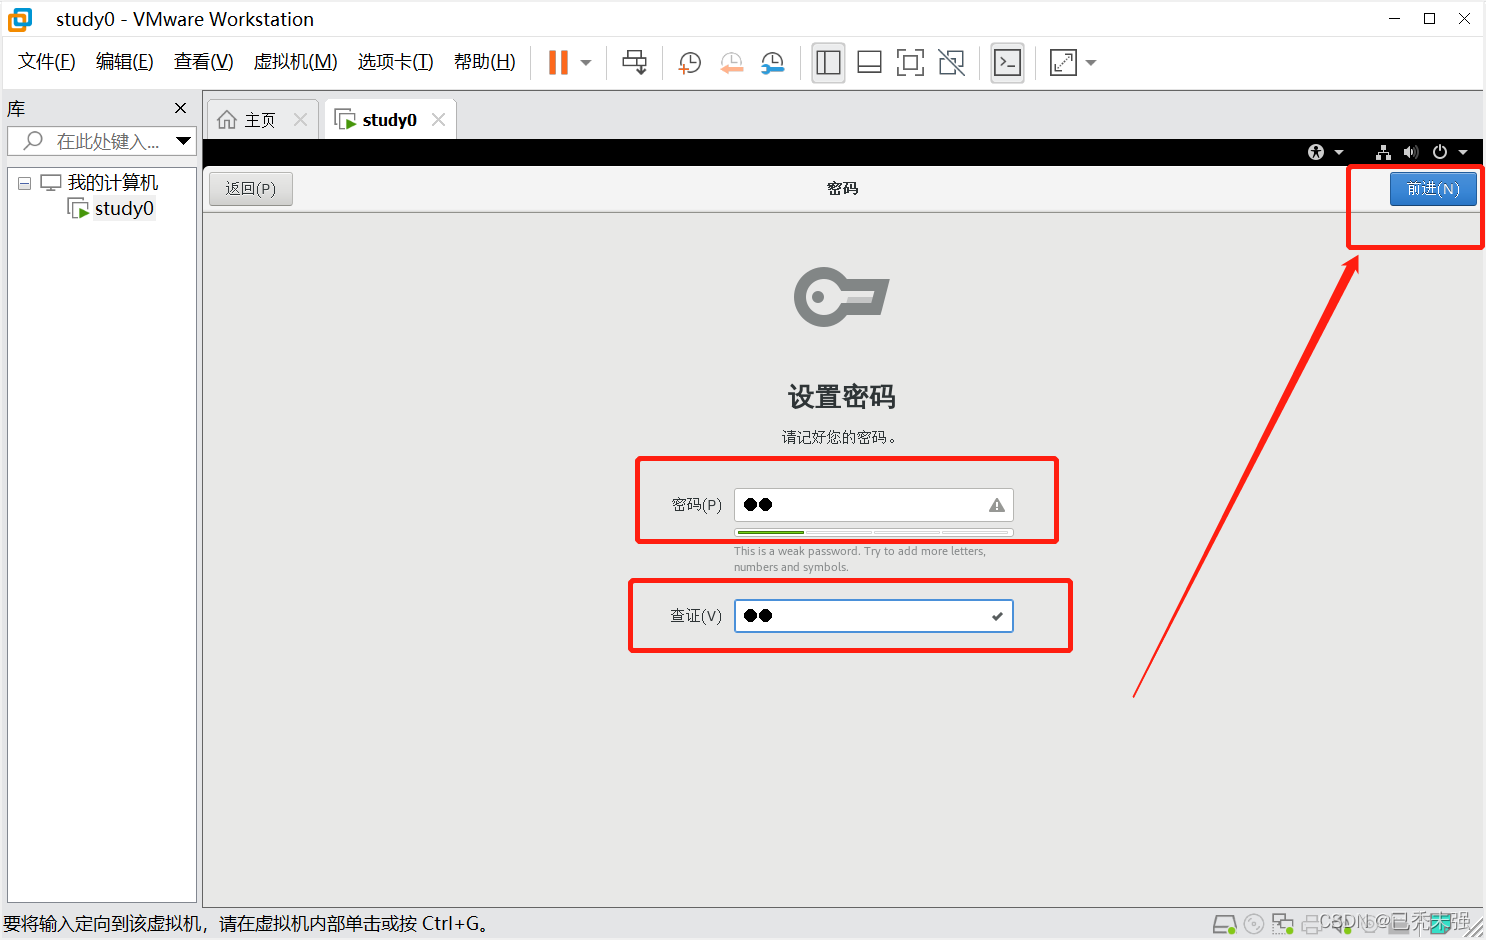 study0 - VMware Workstation
文件(F) 编辑(E) 查看(V) 虚拟机(M) 选项卡(T) 帮助(H)
库
在此处键入...
我的计算机
study0
主页
study0
返回(P)
密码
前进(N)
设置密码
请记好您的密码。
密码(P)
This is a weak password. Try to add more letters,
numbers and symbols.
查证(V)
要将输入定向到该虚拟机，请在虚拟机内部单击或按 Ctrl+G。
CSDN @已秃未强